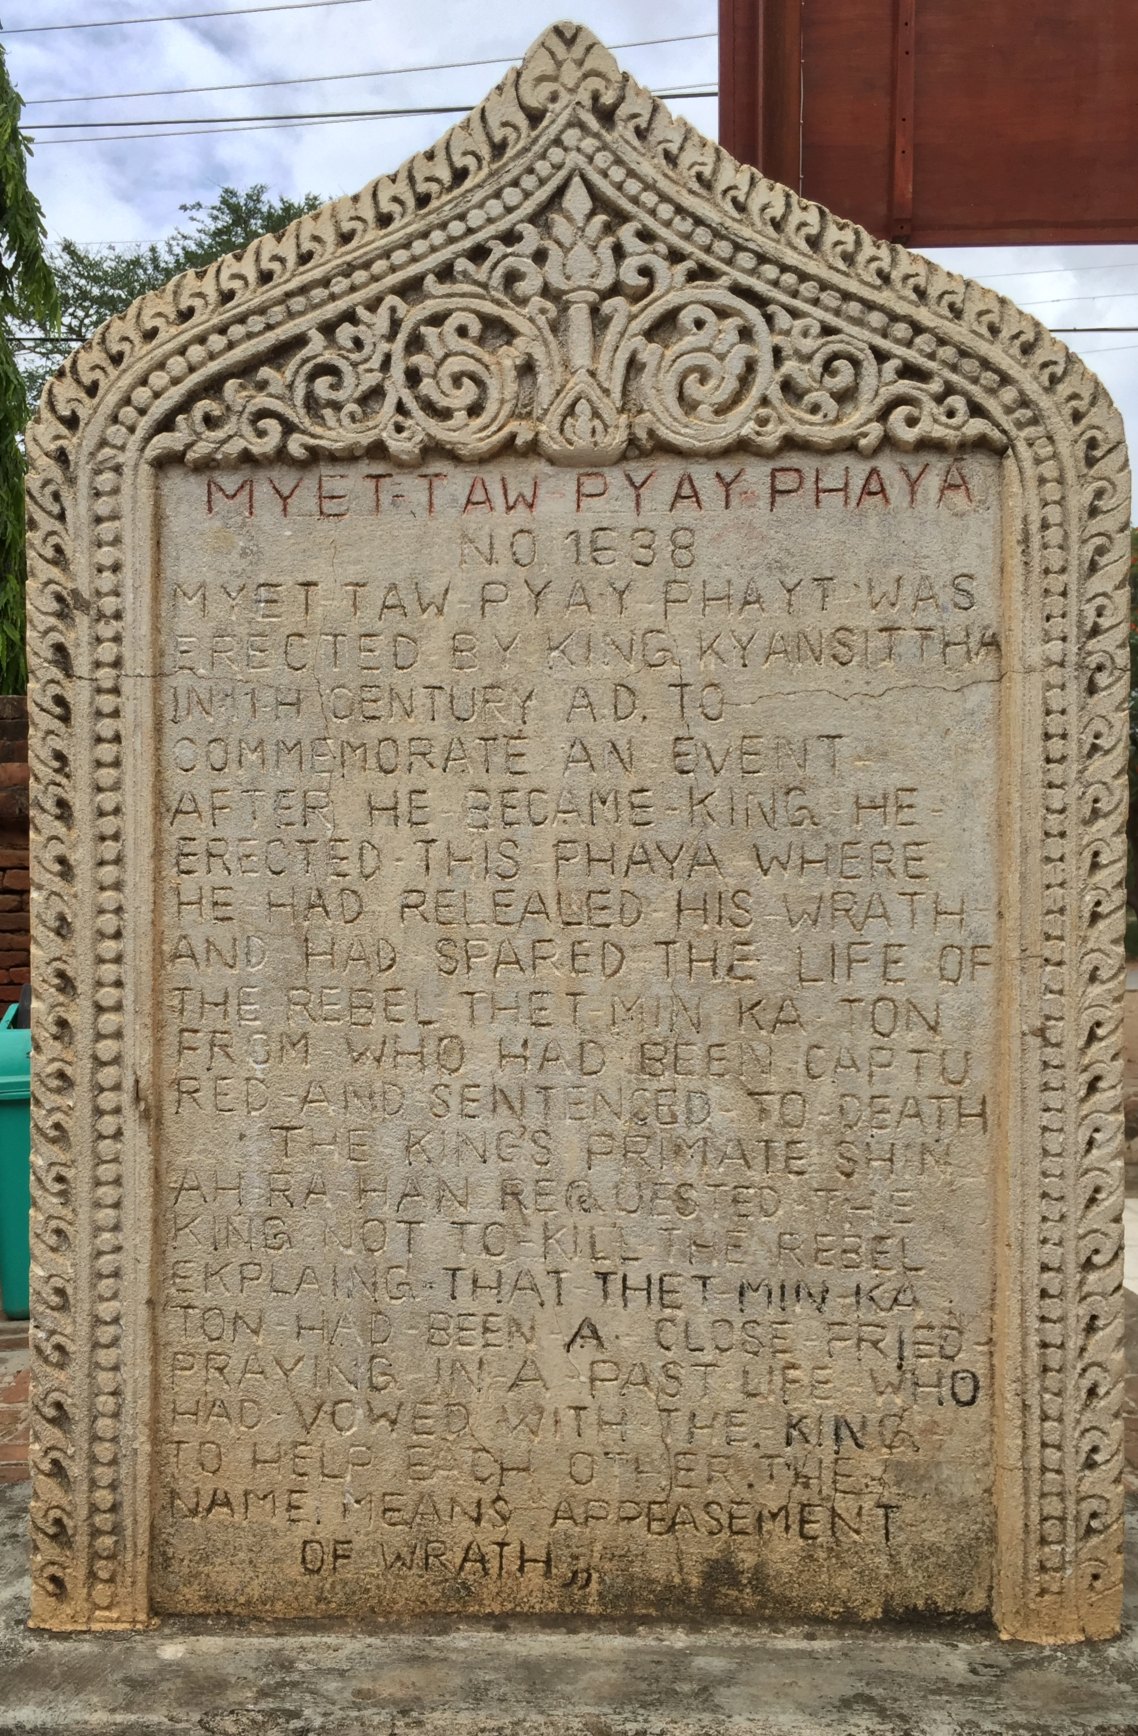 MYET-TAW-PYAY-PHAYA
NO.1638
MYET-TAW-PYAY-PHAYT WAS
ERECTED BY KING KYANSITTHA
IN 11TH CENTURY A.D. TO
COMMEMORATE AN EVENT
AFTER HE BECAME KING. HE
ERECTED THIS PHAYA WHERE
HE HAD RELEALED HIS WRATH
AND HAD SPARED THE LIFE OF
THE REBEL THET-MIN KA TON
FROM WHO HAD BEEN CAPTU
RED AND SENTENCED TO DEATH
THE KING'S PRIMATE SHIN
AH RA HAN REQUESTED THE
KING NOT TO KILL THE REBEL
EXPLAING THAT THET MIN KA
TON HAD BEEN A CLOSE FRIED
PRAYING IN A PAST LIFE WHO
HAD VOWED WITH THE KING
TO HELP EACH OTHER. THE
NAME MEANS APPEASEMENT
OF WRATH,,